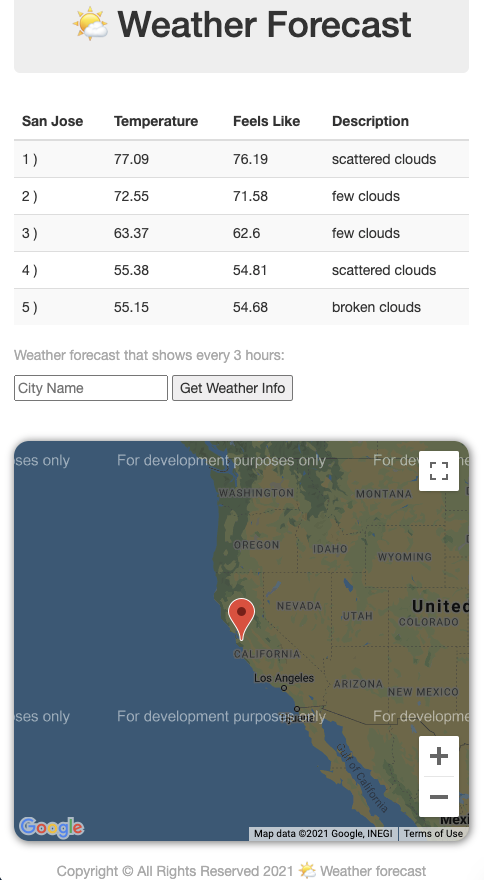 🌤️ Weather Forecast
San Jose Temperature Feels Like Description
1 ) 77.09 76.19 scattered clouds
2 ) 72.55 71.58 few clouds
3 ) 63.37 62.6 few clouds
4 ) 55.38 54.81 scattered clouds
5 ) 55.15 54.68 broken clouds
Weather forecast that shows every 3 hours:
City Name Get Weather Info
oses only For development purposes only For de
WASHINGTON MONTANA
OREGON IDAHO
WYOMING
NEVADA United
UTAH COLORADO
CALIFORNIA
Los Angeles
ARIZONA
NEW MEXICO
oses only For development purposes only For developme
Gulf of California
Mexi
Google Map data ©2021 Google, INEGI Terms of Use
Copyright © All Rights Reserved 2021 🌤️ Weather forecast